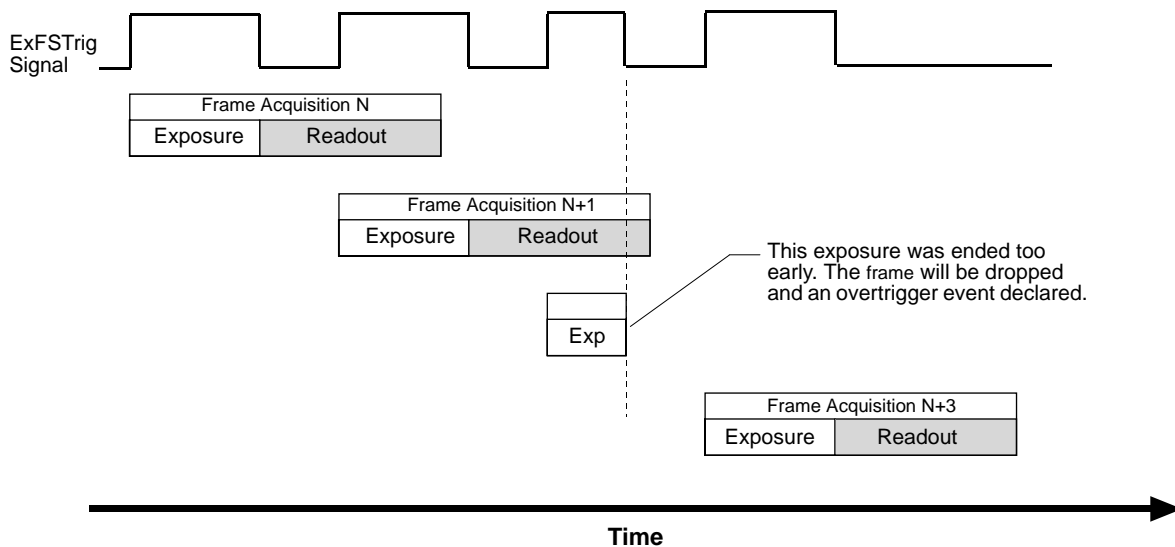 ExFSTrig
Signal
Frame Acquisition N
Exposure Readout
Frame Acquisition N+1
Exposure Readout
This exposure was ended too
early. The frame will be dropped
and an overtrigger event declared.
Exp
Frame Acquisition N+3
Exposure Readout
Time